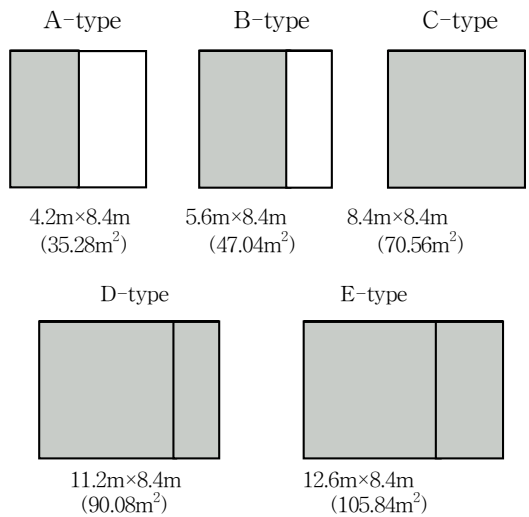 A-type B-type C-type
4.2m×8.4m 5.6m×8.4m 8.4m×8.4m
(35.28m²) (47.04m²) (70.56m²)
D-type E-type
11.2m×8.4m 12.6m×8.4m
(90.08m²) (105.84m²)